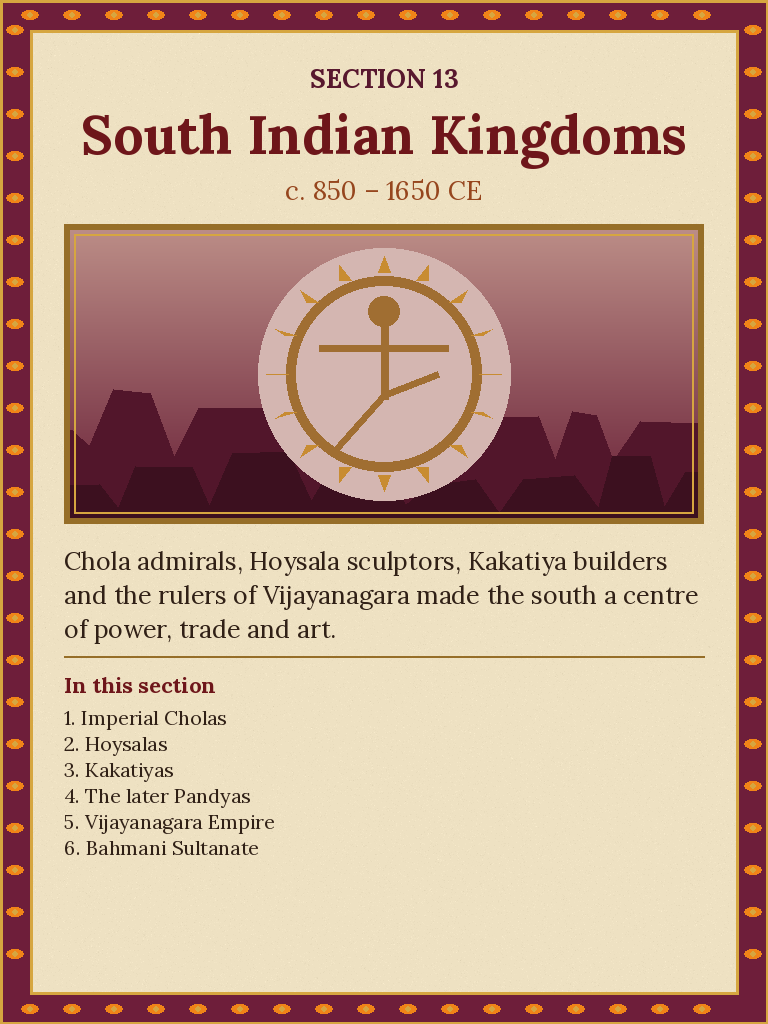 SECTION 13
South Indian Kingdoms
c. 850 – 1650 CE
Chola admirals, Hoysala sculptors, Kakatiya builders
and the rulers of Vijayanagara made the south a centre
of power, trade and art.
In this section
1. Imperial Cholas
2. Hoysalas
3. Kakatiyas
4. The later Pandyas
5. Vijayanagara Empire
6. Bahmani Sultanate